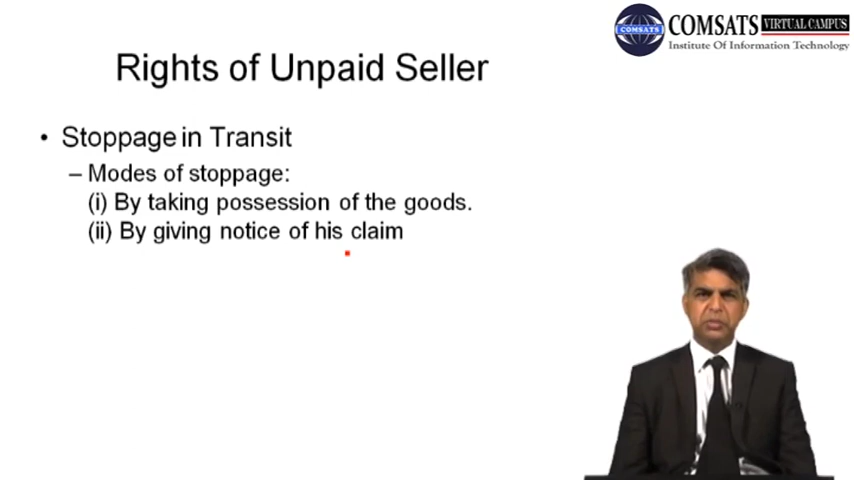 COMSATS VIRTUAL CAMPUS
COMSATS
Institute Of Information Technology
Rights of Unpaid Seller
• Stoppage in Transit
– Modes of stoppage:
(i) By taking possession of the goods.
(ii) By giving notice of his claim